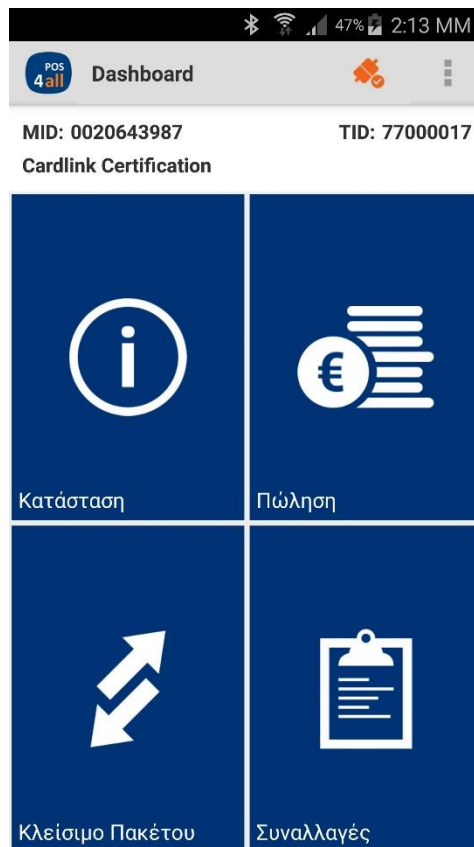 47% 2:13 MM
POS
4all Dashboard
MID: 0020643987 TID: 77000017
Cardlink Certification
i €
Κατάσταση Πώληση
Κλείσιμο Πακέτου Συναλλαγές